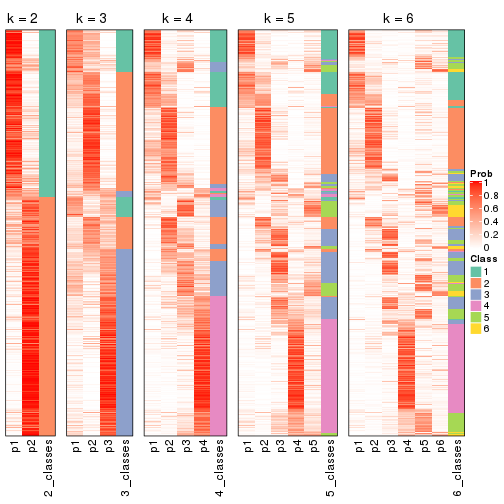 k = 2
k = 3
k = 4
k = 5
k = 6
p1
p2
2_classes
p1
p2
p3
3_classes
p1
p2
p3
p4
4_classes
p1
p2
p3
p4
p5
5_classes
p1
p2
p3
p4
p5
p6
6_classes
Prob
1
0.8
0.6
0.4
0.2
0
Class
1
2
3
4
5
6